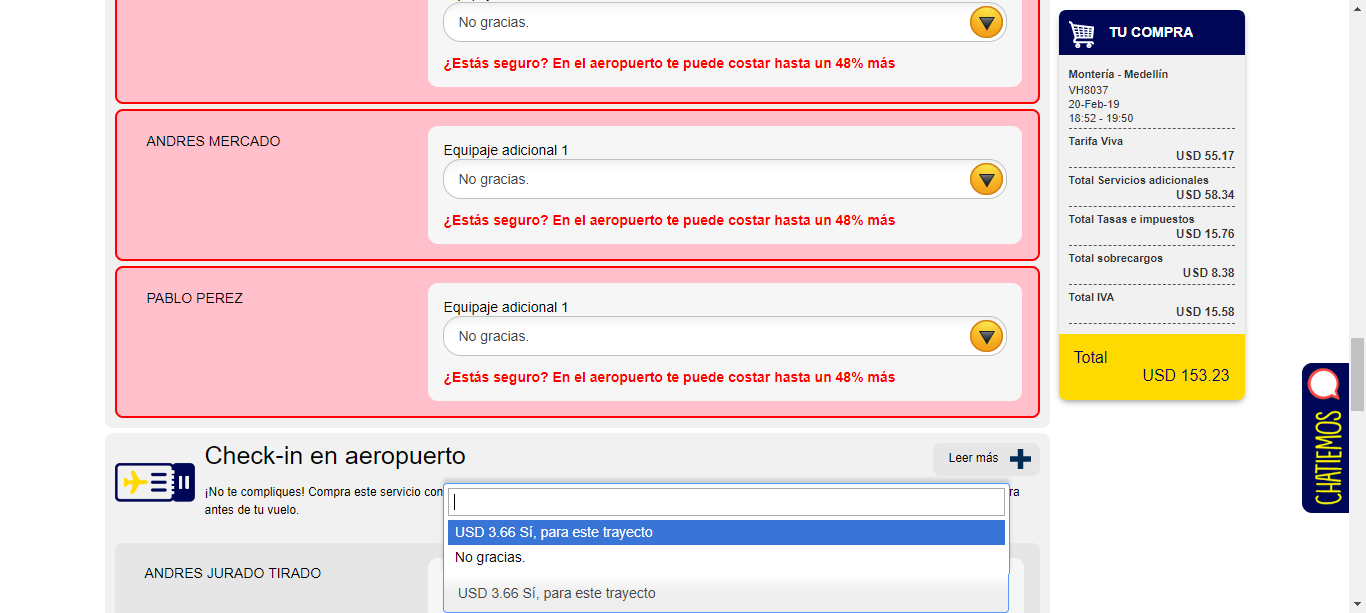 No gracias.
¿Estás seguro? En el aeropuerto te puede costar hasta un 48% más
ANDRES MERCADO
Equipaje adicional 1
No gracias.
¿Estás seguro? En el aeropuerto te puede costar hasta un 48% más
PABLO PEREZ
Equipaje adicional 1
No gracias.
¿Estás seguro? En el aeropuerto te puede costar hasta un 48% más
Check-in en aeropuerto
Leer más
¡No te compliques! Compra este servicio con
ra
antes de tu vuelo.
USD 3.66 Sí, para este trayecto
No gracias.
ANDRES JURADO TIRADO
USD 3.66 Sí, para este trayecto
TU COMPRA
Montería - Medellín
VH8037
20-Feb-19
18:52 - 19:50
Tarifa Viva
USD 55.17
Total Servicios adicionales
USD 58.34
Total Tasas e impuestos
USD 15.76
Total sobrecargos
USD 8.38
Total IVA
USD 15.58
Total
USD 153.23
CHATIEMOS